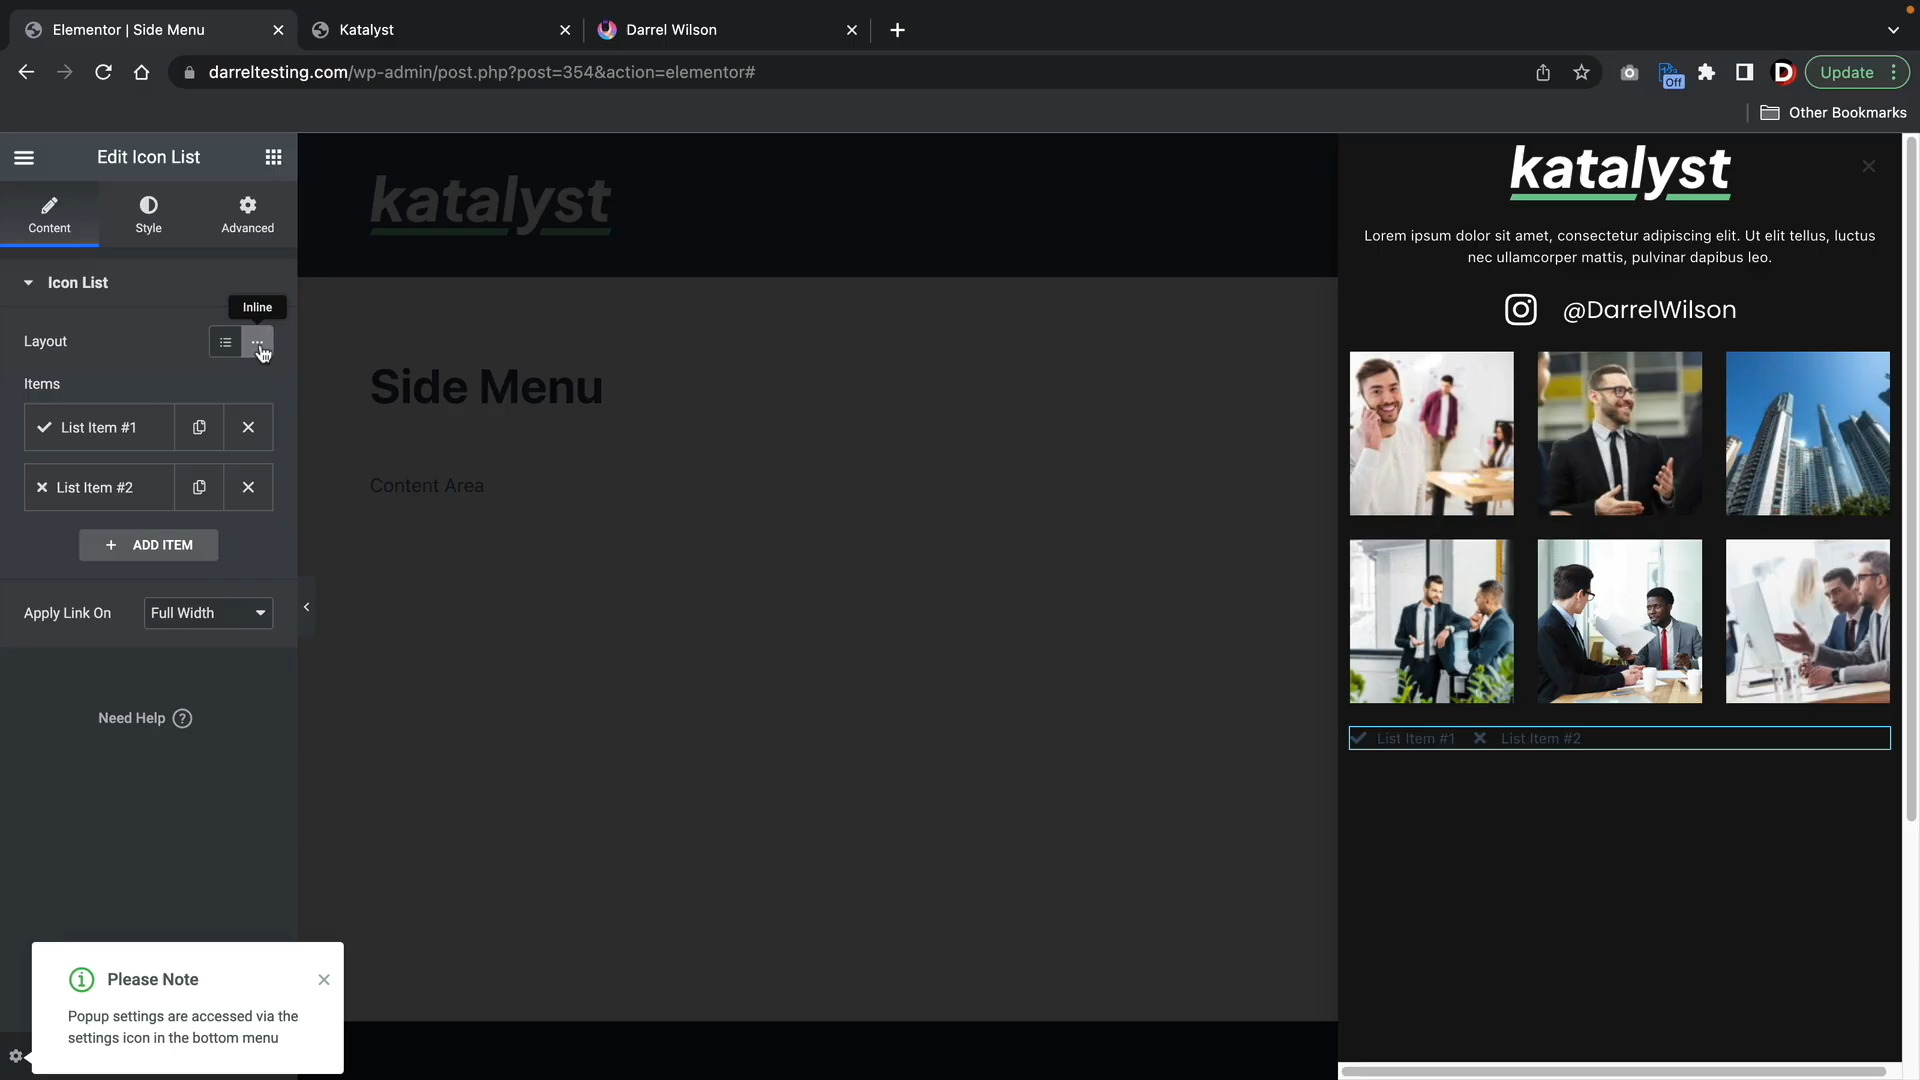 Elementor | Side Menu
Katalyst
Darrel Wilson
darreltesting.com/wp-admin/post.php?post=354&action=elementor#
Off
D
Update
Other Bookmarks
Edit Icon List
Content
Style
Advanced
Icon List
Inline
Layout
Items
List Item #1
List Item #2
+ ADD ITEM
Apply Link On
Full Width
Need Help ?
Please Note
Popup settings are accessed via the
settings icon in the bottom menu
katalyst
Side Menu
Content Area
katalyst
Lorem ipsum dolor sit amet, consectetur adipiscing elit. Ut elit tellus, luctus
nec ullamcorper mattis, pulvinar dapibus leo.
@DarrelWilson
List Item #1 List Item #2